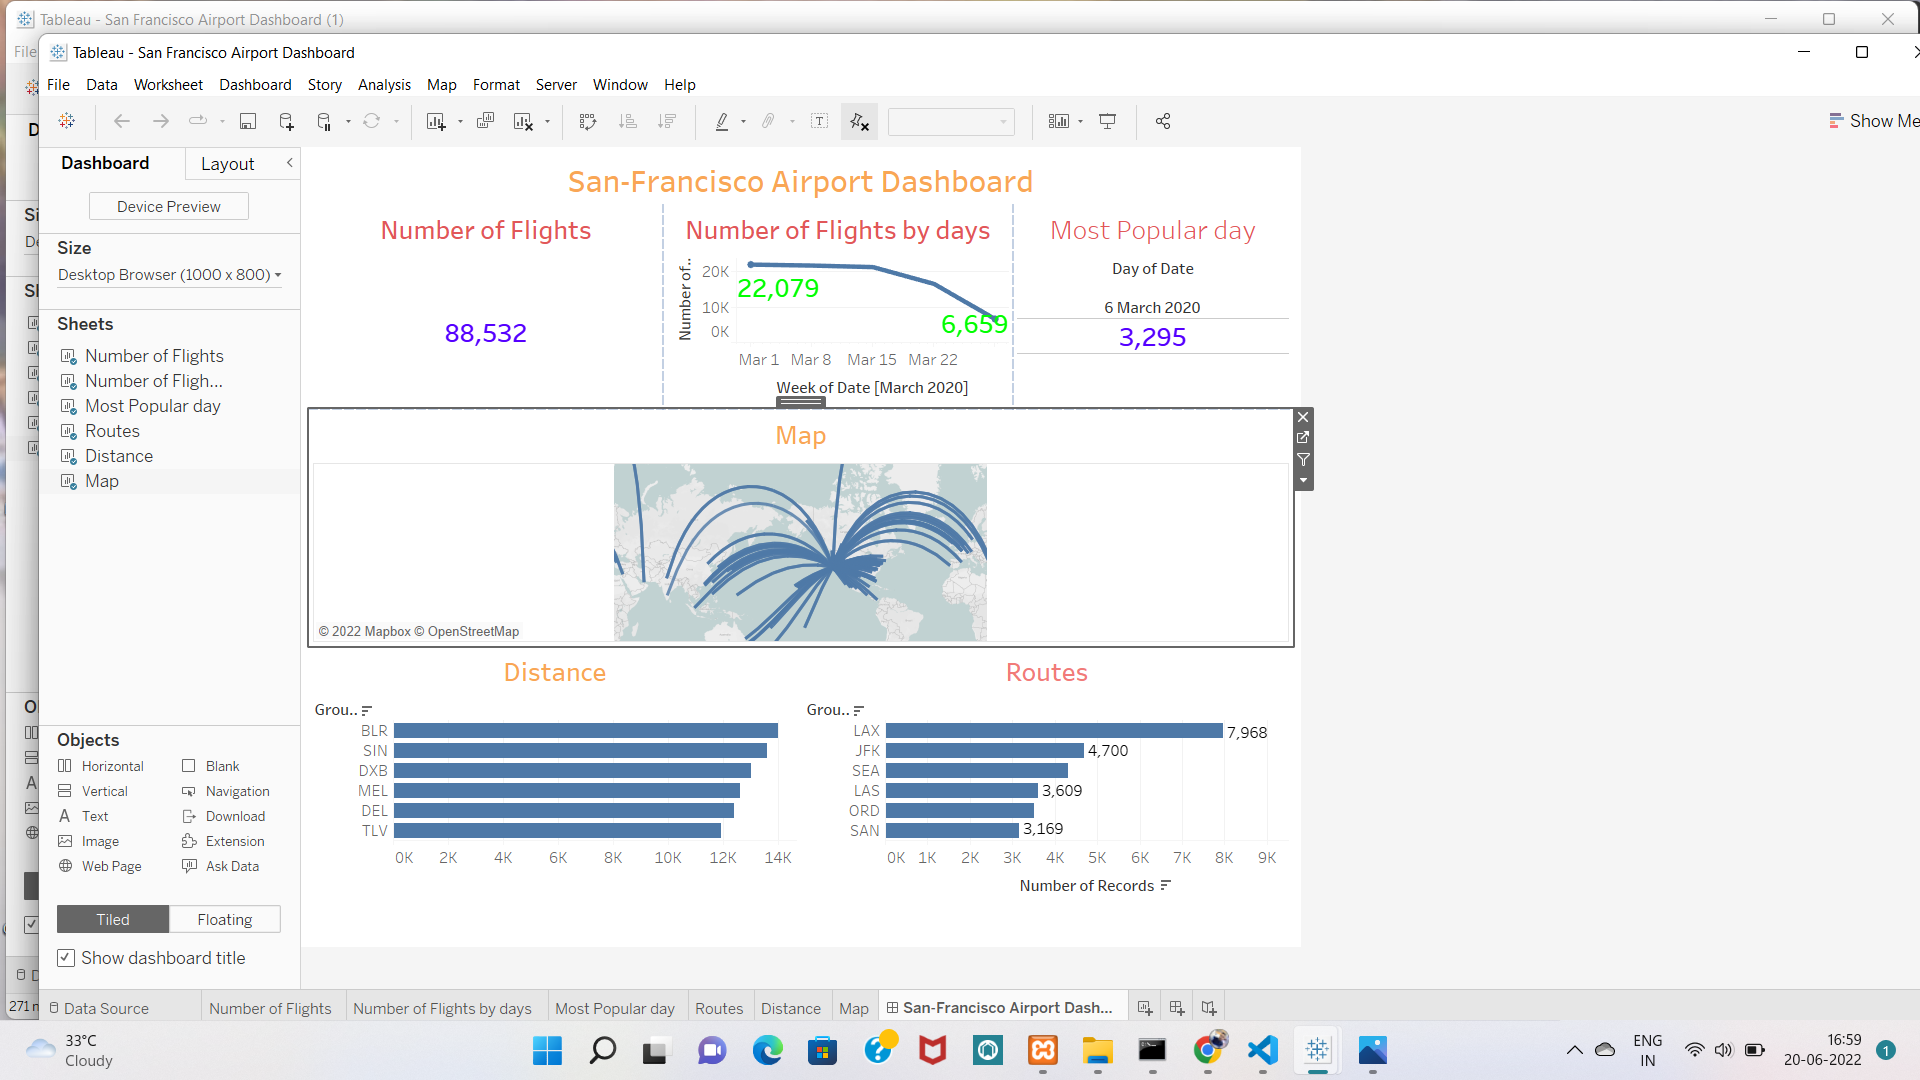 Tableau - San Francisco Airport Dashboard (1)
File
Tableau - San Francisco Airport Dashboard
File Data Worksheet Dashboard Story Analysis Map Format Server Window Help
Show Me
Dashboard Layout
Device Preview
Size
Desktop Browser (1000 x 800)
Sheets
Number of Flights
Number of Fligh...
Most Popular day
Routes
Distance
Map
Objects
Horizontal Blank
Vertical Navigation
Text Download
Image Extension
Web Page Ask Data
Tiled Floating
Show dashboard title
San-Francisco Airport Dashboard
Number of Flights
88,532
Number of Flights by days
Number of..
20K
10K
0K
22,079
6,659
Mar 1 Mar 8 Mar 15 Mar 22
Week of Date [March 2020]
Most Popular day
Day of Date
6 March 2020
3,295
Map
© 2022 Mapbox © OpenStreetMap
Distance
Grou..
BLR
SIN
DXB
MEL
DEL
TLV
0K 2K 4K 6K 8K 10K 12K 14K
Routes
Grou..
LAX 7,968
JFK 4,700
SEA
LAS 3,609
ORD
SAN 3,169
0K 1K 2K 3K 4K 5K 6K 7K 8K 9K
Number of Records
Data Source Number of Flights Number of Flights by days Most Popular day Routes Distance Map San-Francisco Airport Dash...
33°C
Cloudy
ENG
IN
16:59
20-06-2022
1